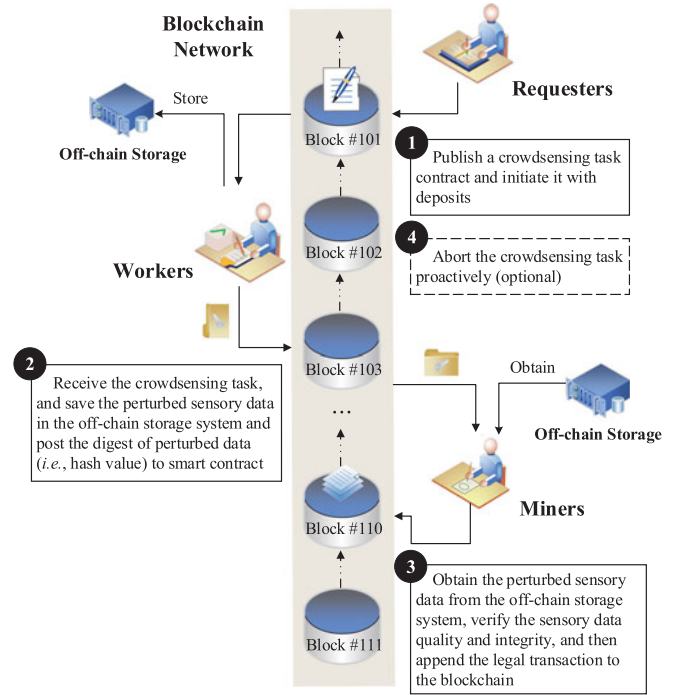 Blockchain
Network
Requesters
Store
Off-chain Storage
Block #101
1
Publish a crowdsensing task
contract and initiate it with
deposits
Workers
Block #102
4
Abort the crowdsensing task
proactively (optional)
Block #103
2
Receive the crowdsensing task,
and save the perturbed sensory data
in the off-chain storage system and
post the digest of perturbed data
(i.e., hash value) to smart contract
...
Obtain
Off-chain Storage
Miners
Block #110
3
Obtain the perturbed sensory
data from the off-chain storage
system, verify the sensory data
quality and integrity, and then
append the legal transaction to
the blockchain
Block #111